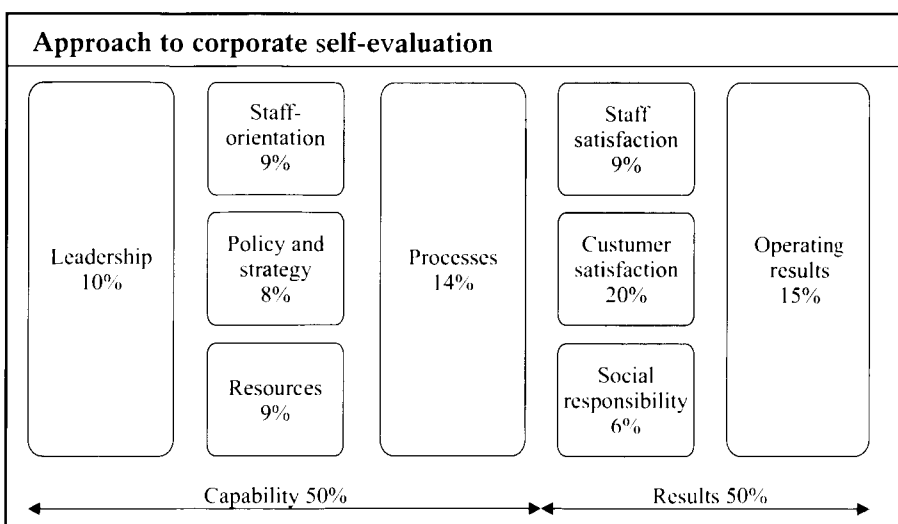 Approach to corporate self-evaluation
Leadership
10%
Staff-
orientation
9%
Policy and
strategy
8%
Resources
9%
Processes
14%
Staff
satisfaction
9%
Custumer
satisfaction
20%
Social
responsibility
6%
Operating
results
15%
Capability 50%
Results 50%